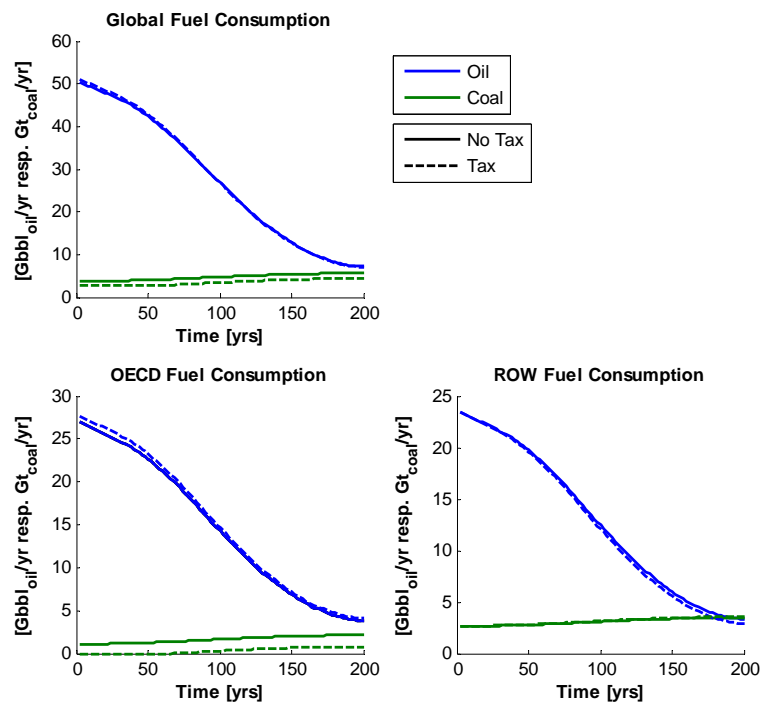 Global Fuel Consumption
[Gbbl_oil/yr resp. Gt_coal/yr]
60
50
40
30
20
10
0
0 50 100 150 200
Time [yrs]
Oil
Coal
No Tax
Tax
OECD Fuel Consumption
[Gbbl_oil/yr resp. Gt_coal/yr]
30
25
20
15
10
5
0
0 50 100 150 200
Time [yrs]
ROW Fuel Consumption
[Gbbl_oil/yr resp. Gt_coal/yr]
25
20
15
10
5
0
0 50 100 150 200
Time [yrs]